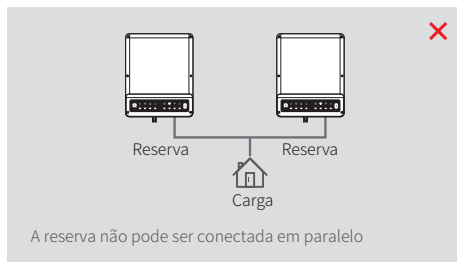 Reserva Reserva
Carga
A reserva não pode ser conectada em paralelo